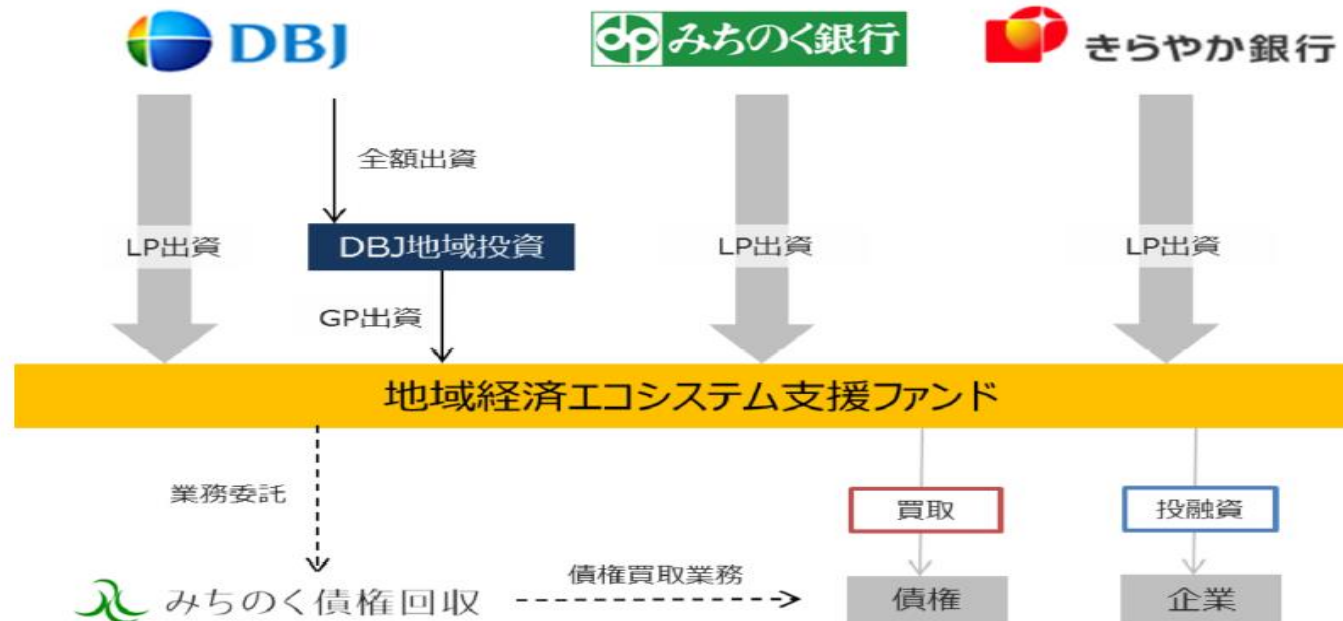 DBJ
みちのく銀行
きらやか銀行
全額出資
LP出資
DBJ地域投資
LP出資
LP出資
GP出資
地域経済エコシステム支援ファンド
業務委託
買取
投融資
みちのく債権回収
債権買取業務
債権
企業